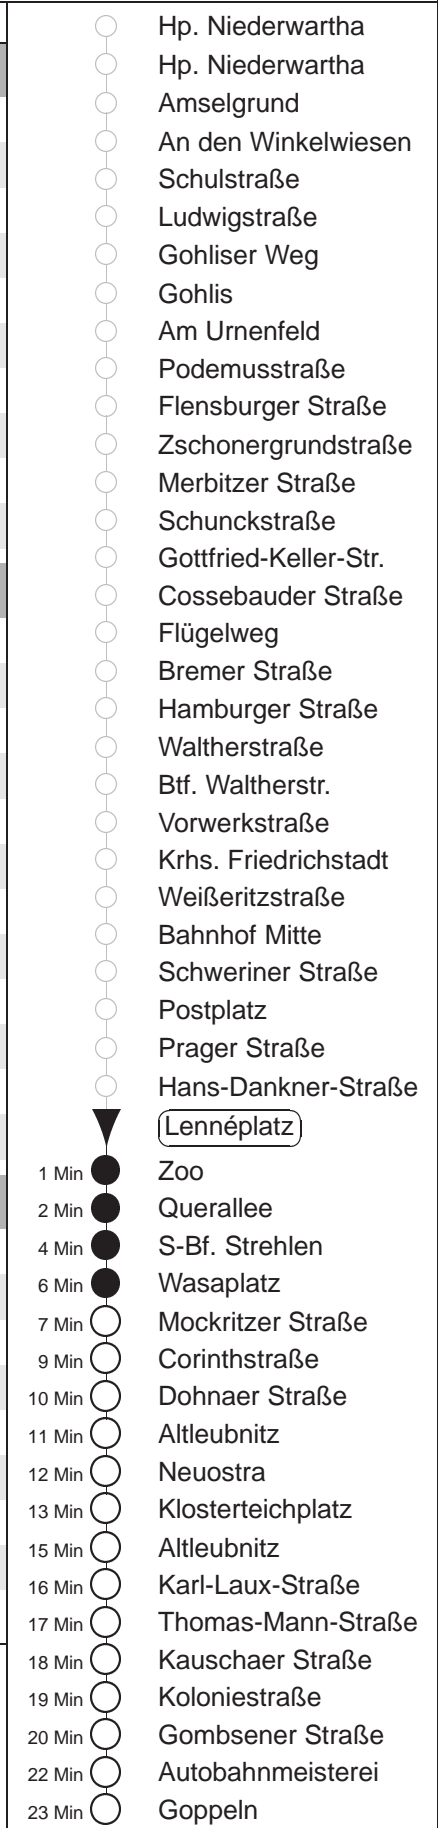 Hp. Niederwartha
Hp. Niederwartha
Amselgrund
An den Winkelwiesen
Schulstraße
Ludwigstraße
Gohliser Weg
Gohlis
Am Urnenfeld
Podemusstraße
Flensburger Straße
Zschonergrundstraße
Merbitzer Straße
Schunckstraße
Gottfried-Keller-Str.
Cossebauder Straße
Flügelweg
Bremer Straße
Hamburger Straße
Waltherstraße
Btf. Waltherstr.
Vorwerkstraße
Krhs. Friedrichstadt
Weißeritzstraße
Bahnhof Mitte
Schweriner Straße
Postplatz
Prager Straße
Hans-Dankner-Straße
Lennéplatz
1 Min Zoo
2 Min Querallee
4 Min S-Bf. Strehlen
6 Min Wasaplatz
7 Min Mockritzer Straße
9 Min Corinthstraße
10 Min Dohnaer Straße
11 Min Altleubnitz
12 Min Neuostra
13 Min Klosterteichplatz
15 Min Altleubnitz
16 Min Karl-Laux-Straße
17 Min Thomas-Mann-Straße
18 Min Kauschaer Straße
19 Min Koloniestraße
20 Min Gombsener Straße
22 Min Autobahnmeisterei
23 Min Goppeln